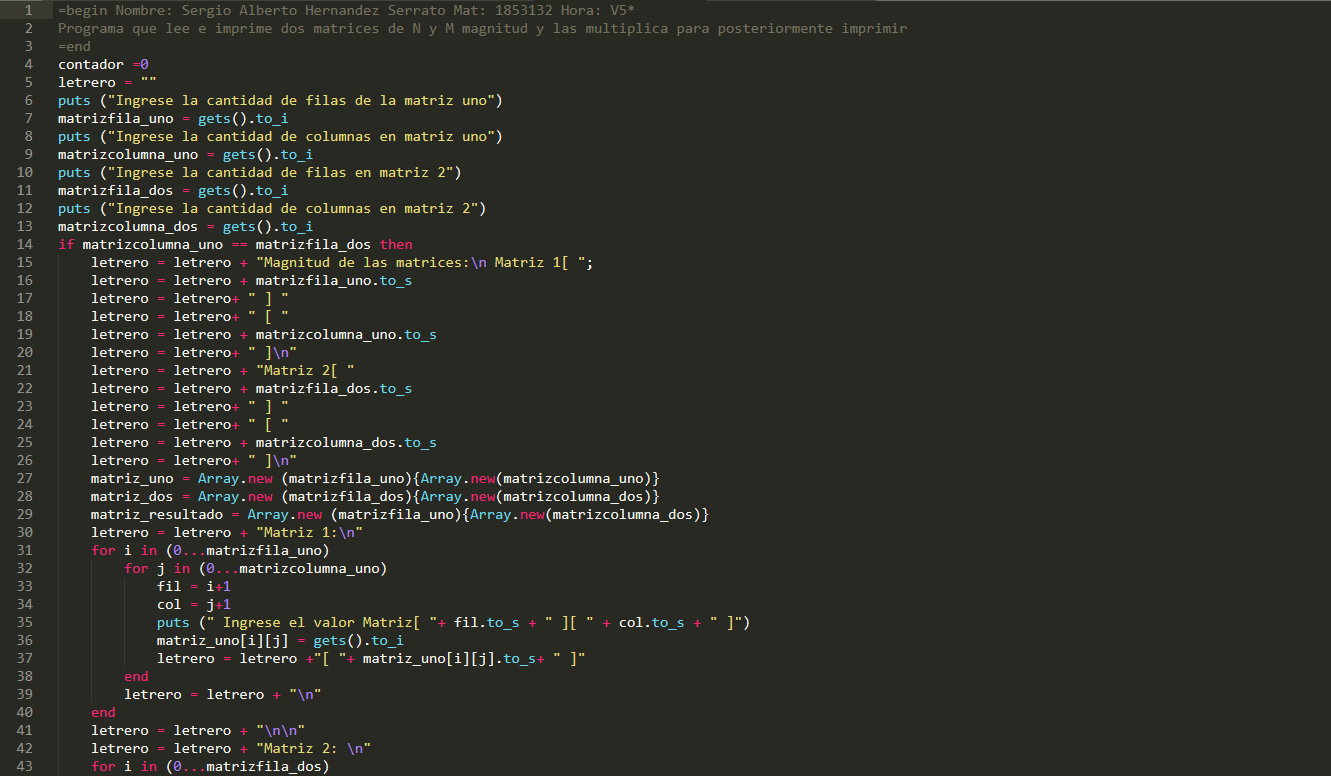 1 =begin Nombre: Sergio Alberto Hernandez Serrato Mat: 1853132 Hora: V5*
2 Programa que lee e imprime dos matrices de N y M magnitud y las multiplica para posteriormente imprimir
3 =end
4 contador =0
5 letrero = ""
6 puts ("Ingrese la cantidad de filas de la matriz uno")
7 matrizfila_uno = gets().to_i
8 puts ("Ingrese la cantidad de columnas en matriz uno")
9 matrizcolumna_uno = gets().to_i
10 puts ("Ingrese la cantidad de filas en matriz 2")
11 matrizfila_dos = gets().to_i
12 puts ("Ingrese la cantidad de columnas en matriz 2")
13 matrizcolumna_dos = gets().to_i
14 if matrizcolumna_uno == matrizfila_dos then
15     letrero = letrero + "Magnitud de las matrices:\n Matriz 1[ ";
16     letrero = letrero + matrizfila_uno.to_s
17     letrero = letrero+ " ] "
18     letrero = letrero+ " [ "
19     letrero = letrero + matrizcolumna_uno.to_s
20     letrero = letrero+ " ]\n"
21     letrero = letrero + "Matriz 2[ "
22     letrero = letrero + matrizfila_dos.to_s
23     letrero = letrero+ " ] "
24     letrero = letrero+ " [ "
25     letrero = letrero + matrizcolumna_dos.to_s
26     letrero = letrero+ " ]\n"
27     matriz_uno = Array.new (matrizfila_uno){Array.new(matrizcolumna_uno)}
28     matriz_dos = Array.new (matrizfila_dos){Array.new(matrizcolumna_dos)}
29     matriz_resultado = Array.new (matrizfila_uno){Array.new(matrizcolumna_dos)}
30     letrero = letrero + "Matriz 1:\n"
31     for i in (0...matrizfila_uno)
32         for j in (0...matrizcolumna_uno)
33             fil = i+1
34             col = j+1
35             puts (" Ingrese el valor Matriz[ "+ fil.to_s + " ][ " + col.to_s + " ]")
36             matriz_uno[i][j] = gets().to_i
37             letrero = letrero +"[ "+ matriz_uno[i][j].to_s+ " ]"
38         end
39         letrero = letrero + "\n"
40     end
41     letrero = letrero + "\n\n"
42     letrero = letrero + "Matriz 2: \n"
43     for i in (0...matrizfila_dos)